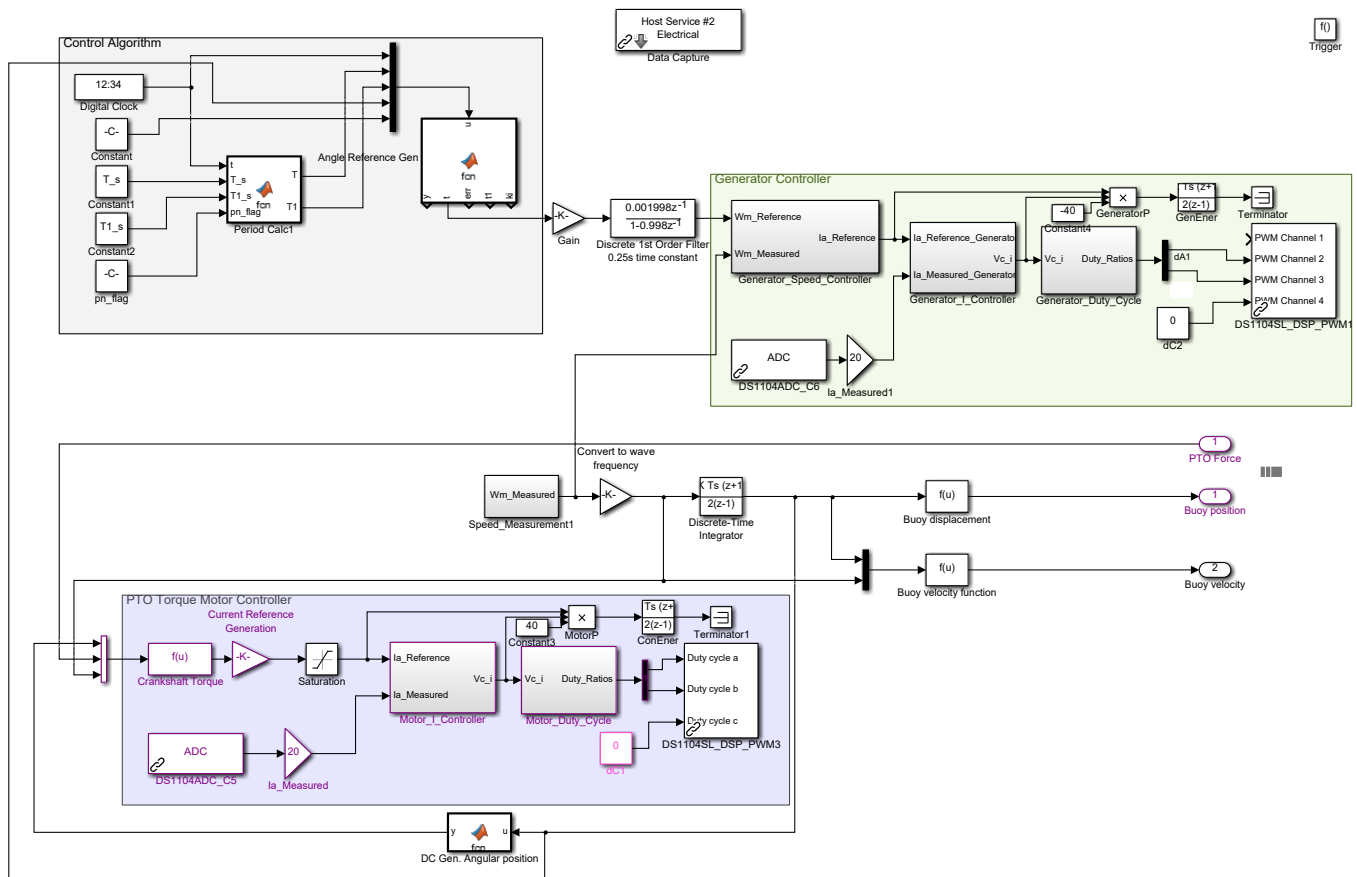 Host Service #2
Electrical
Data Capture
f()
Trigger
Control Algorithm
12:34
Digital Clock
-C-
Constant
T_s
Constant1
T1_s
Constant2
-C-
pn_flag
t
T_s
T1_s
pn_flag
fcn
T
T1
Period Calc1
Angle Reference Gen
u
fcn
y
t
err
t1
ki
-K-
Gain
0.001998z-1
1-0.998z-1
Discrete 1st Order Filter
0.25s time constant
Generator Controller
Wm_Reference
Wm_Measured
Ia_Reference
Generator_Speed_Controller
Ia_Reference_Generator
Ia_Measured_Generator
Vc_i
Generator_I_Controller
-40
Constant4
×
GeneratorP
Ts (z+
2(z-1)
GenEner
Terminator
Vc_i
Duty_Ratios
Generator_Duty_Cycle
dA1
0
dC2
PWM Channel 1
PWM Channel 2
PWM Channel 3
PWM Channel 4
DS1104SL_DSP_PWM1
ADC
DS1104ADC_C6
20
Ia_Measured1
1
PTO Force
Convert to wave
frequency
Wm_Measured
Speed_Measurement1
-K-
K Ts (z+1
2(z-1)
Discrete-Time
Integrator
f(u)
Buoy displacement
1
Buoy position
f(u)
Buoy velocity function
2
Buoy velocity
PTO Torque Motor Controller
Current Reference
Generation
f(u)
Crankshaft Torque
-K-
Saturation
Ia_Reference
Ia_Measured
Vc_i
Motor_I_Controller
40
Constant3
×
MotorP
Ts (z+
2(z-1)
ConEner
Terminator1
Vc_i
Duty_Ratios
Motor_Duty_Cycle
0
dC1
Duty cycle a
Duty cycle b
Duty cycle c
DS1104SL_DSP_PWM3
ADC
DS1104ADC_C5
20
Ia_Measured
y
fcn
u
DC Gen. Angular position